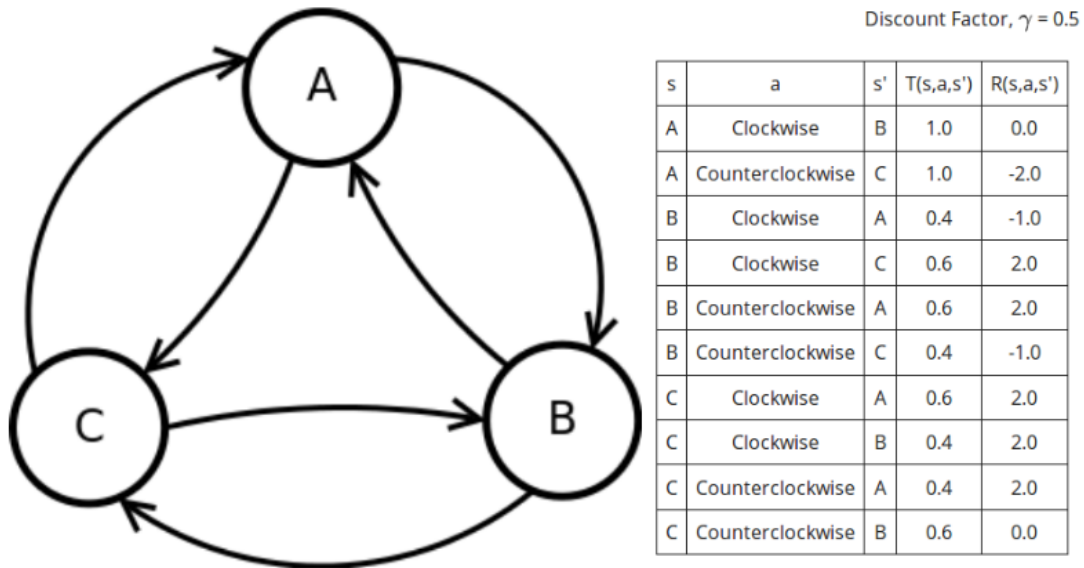 Discount Factor, γ = 0.5
A
B
C
s a s' T(s,a,s') R(s,a,s')
A Clockwise B 1.0 0.0
A Counterclockwise C 1.0 -2.0
B Clockwise A 0.4 -1.0
B Clockwise C 0.6 2.0
B Counterclockwise A 0.6 2.0
B Counterclockwise C 0.4 -1.0
C Clockwise A 0.6 2.0
C Clockwise B 0.4 2.0
C Counterclockwise A 0.4 2.0
C Counterclockwise B 0.6 0.0